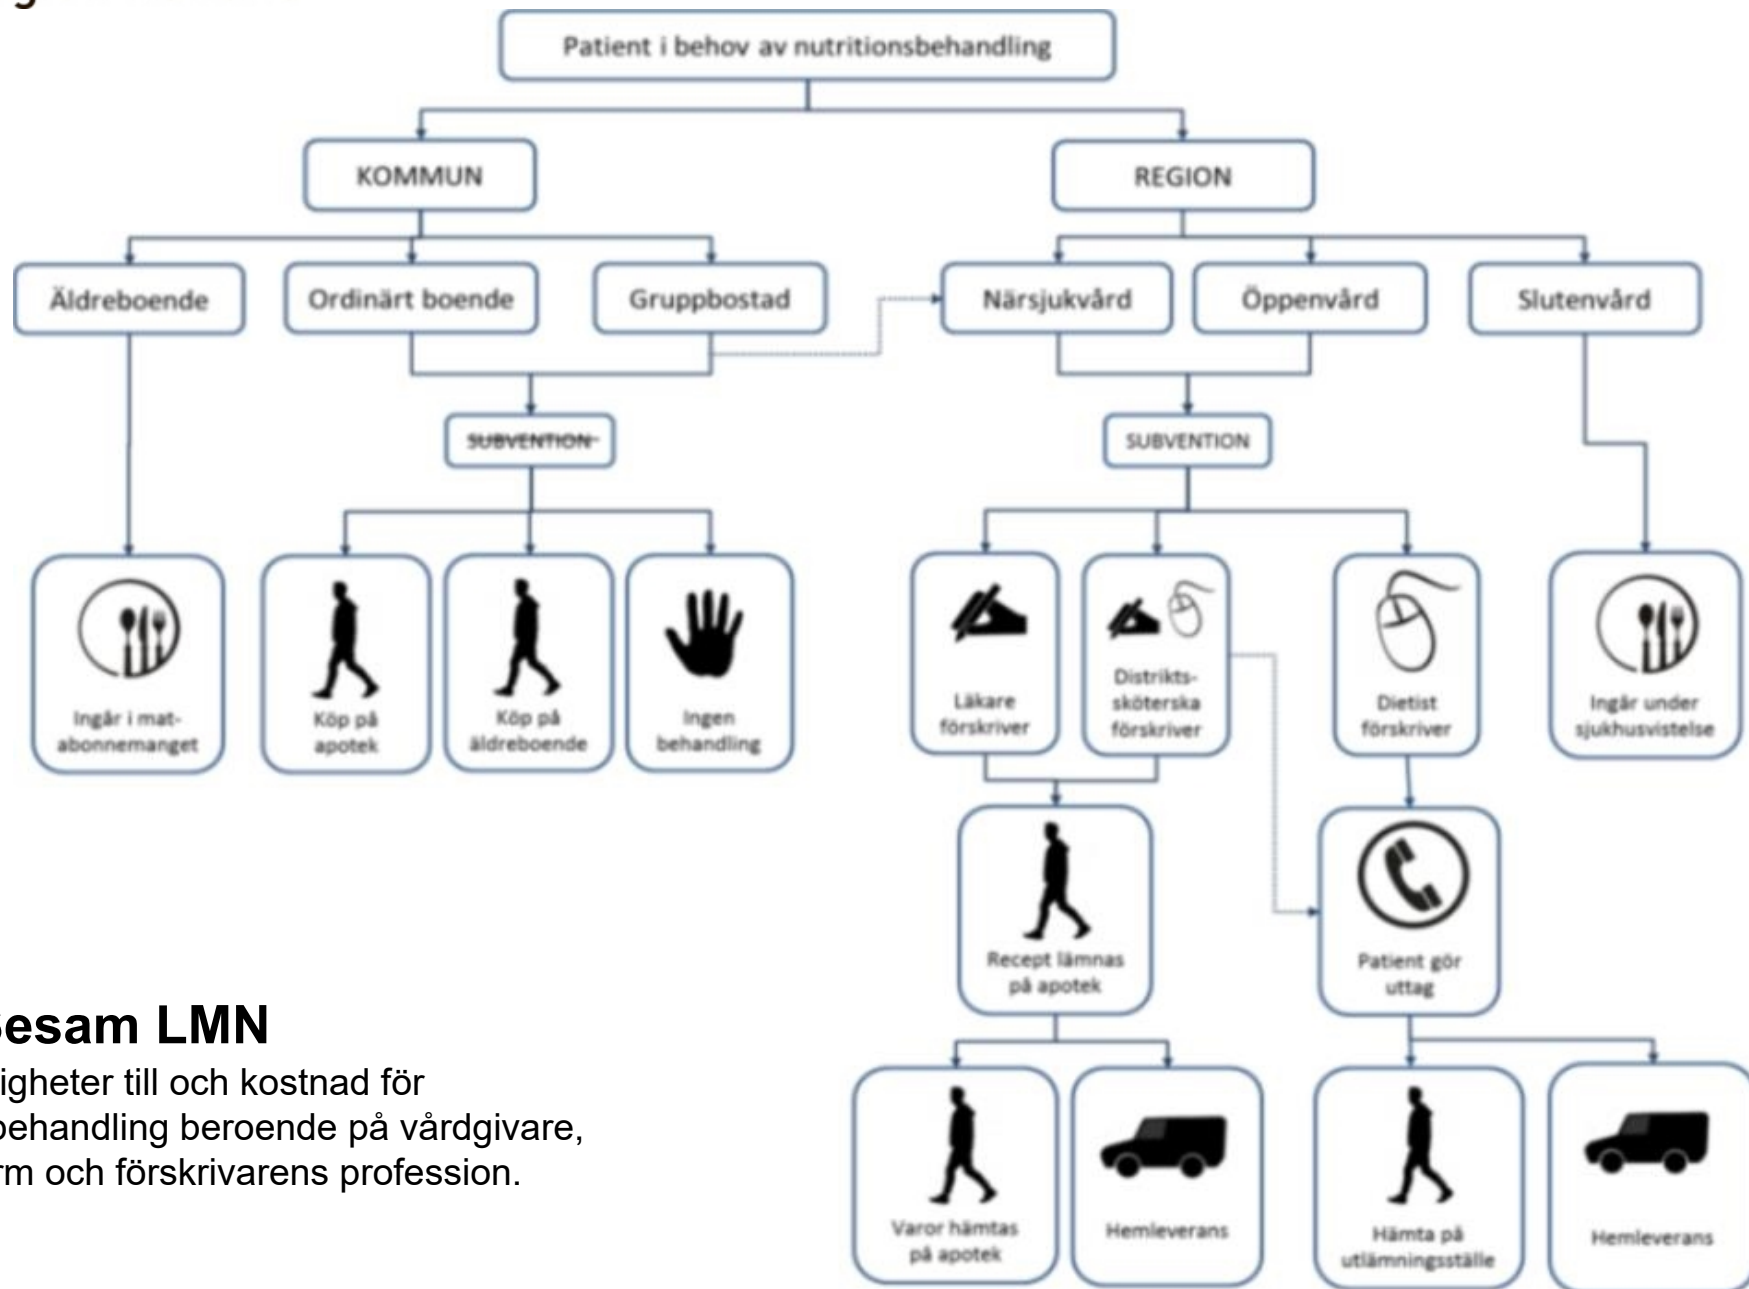 Patient i behov av nutritionsbehandling
KOMMUN
REGION
Äldreboende
Ordinärt boende
Gruppbostad
Närsjukvård
Öppenvård
Slutenvård
SUBVENTION
SUBVENTION
Ingår i mat-
abonnemanget
Köp på
apotek
Köp på
äldreboende
Ingen
behandling
Läkare
förskriver
Distrikts-
sköterska
förskriver
Dietist
förskriver
Ingår under
sjukhusvistelse
Recept lämnas
på apotek
Patient gör
uttag
esam LMN
igheter till och kostnad för
behandling beroende på vårdgivare,
rm och förskrivarens profession.
Varor hämtas
på apotek
Hemleverans
Hämta på
utlämningsställe
Hemleverans